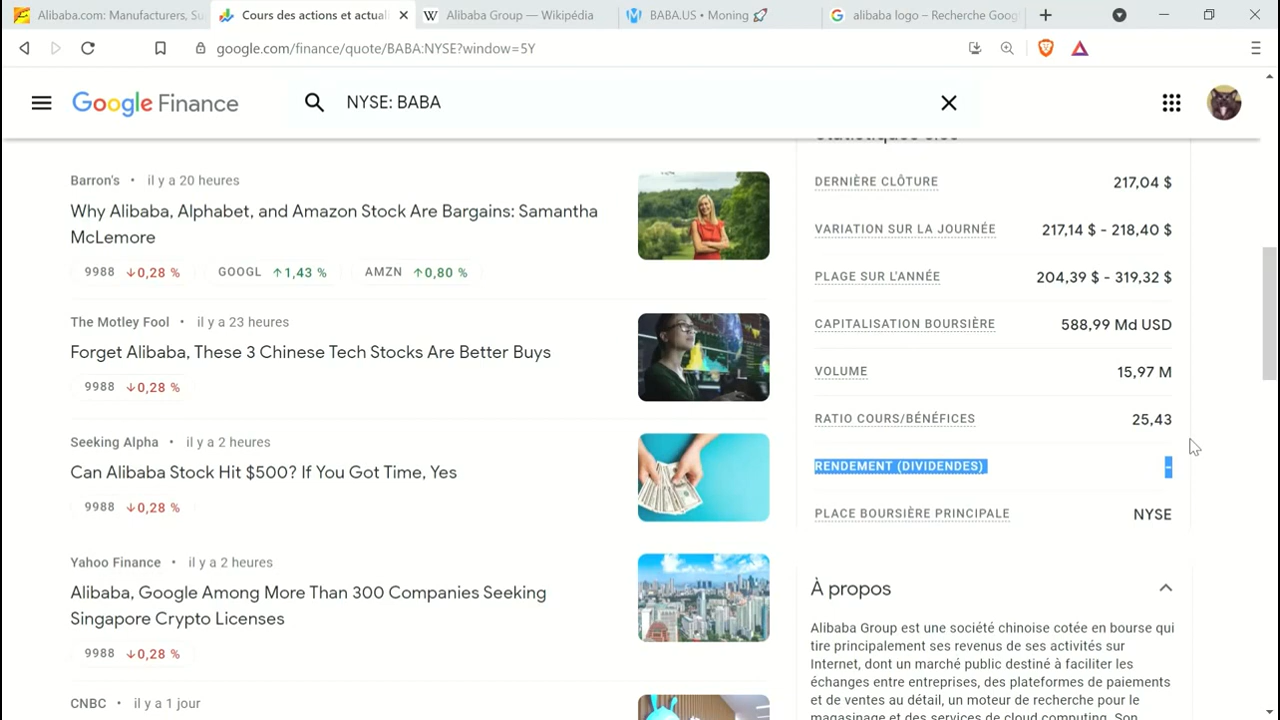 Alibaba.com: Manufacturers, Su
Cours des actions et actuali
Alibaba Group — Wikipédia
BABA.US • Moning 🚀
alibaba logo – Recherche Goog
google.com/finance/quote/BABA:NYSE?window=5Y
Google Finance
NYSE: BABA
Barron's • il y a 20 heures
Why Alibaba, Alphabet, and Amazon Stock Are Bargains: Samantha
McLemore
9988 ↓0,28 % GOOGL ↑1,43 % AMZN ↑0,80 %
The Motley Fool • il y a 23 heures
Forget Alibaba, These 3 Chinese Tech Stocks Are Better Buys
9988 ↓0,28 %
Seeking Alpha • il y a 2 heures
Can Alibaba Stock Hit $500? If You Got Time, Yes
9988 ↓0,28 %
Yahoo Finance • il y a 2 heures
Alibaba, Google Among More Than 300 Companies Seeking
Singapore Crypto Licenses
9988 ↓0,28 %
CNBC • il y a 1 jour
DERNIÈRE CLÔTURE 217,04 $
VARIATION SUR LA JOURNÉE 217,14 $ - 218,40 $
PLAGE SUR L'ANNÉE 204,39 $ - 319,32 $
CAPITALISATION BOURSIÈRE 588,99 Md USD
VOLUME 15,97 M
RATIO COURS/BÉNÉFICES 25,43
RENDEMENT (DIVIDENDES) -
PLACE BOURSIÈRE PRINCIPALE NYSE
À propos
Alibaba Group est une société chinoise cotée en bourse qui
tire principalement ses revenus de ses activités sur
Internet, dont un marché public destiné à faciliter les
échanges entre entreprises, des plateformes de paiements
et de ventes au détail, un moteur de recherche pour le
magasinage et des services de cloud computing. Son